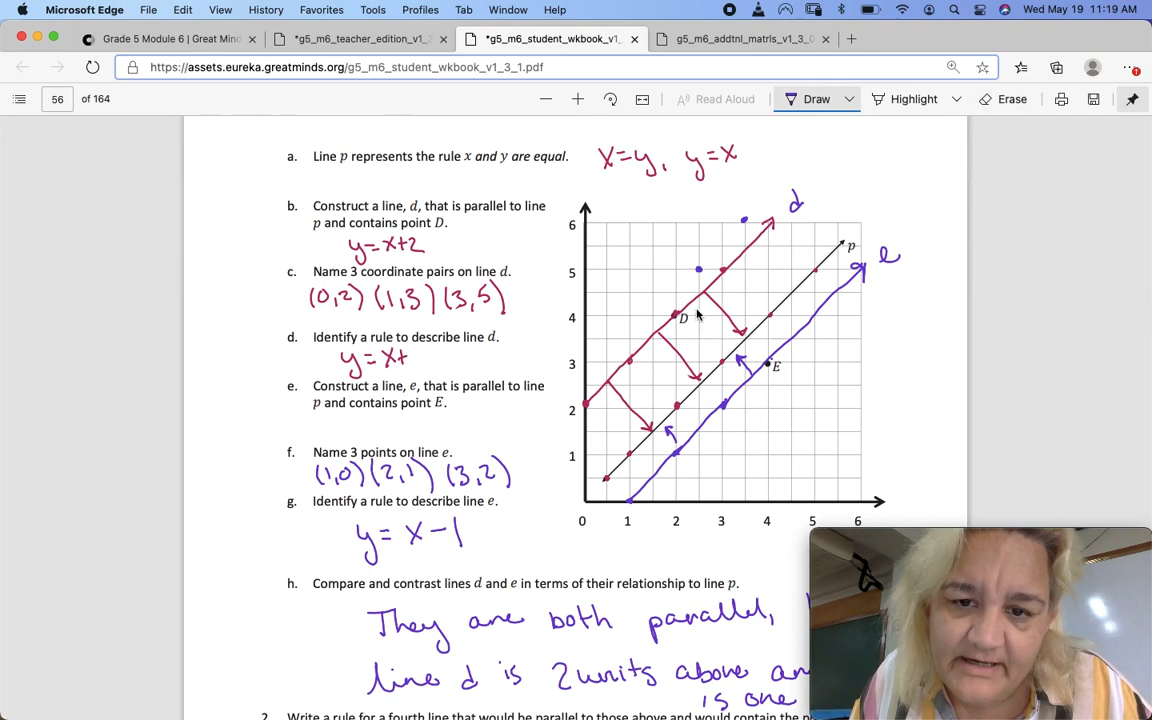 Microsoft Edge File Edit View History Favorites Tools Profiles Tab Window Help Wed May 19 11:19 AM
Grade 5 Module 6 | Great Mind × *g5_m6_teacher_edition_v1_3 × *g5_m6_student_wkbook_v1_ × g5_m6_addtnl_matrls_v1_3_0 × +
https://assets.eureka.greatminds.org/g5_m6_student_wkbook_v1_3_1.pdf
56 of 164 Read Aloud Draw Highlight Erase
a. Line p represents the rule x and y are equal. x=y, y=x
b. Construct a line, d, that is parallel to line
p and contains point D.
y=x+2
c. Name 3 coordinate pairs on line d.
(0,2) (1,3) (3,5)
d. Identify a rule to describe line d.
y=x+
e. Construct a line, e, that is parallel to line
p and contains point E.
f. Name 3 points on line e.
(1,0) (2,1) (3,2)
g. Identify a rule to describe line e.
y = x-1
d
p
e
D
E
6
5
4
3
2
1
0 1 2 3 4 5 6
h. Compare and contrast lines d and e in terms of their relationship to line p.
They are both parallel,
line d is 2 units above
is one
2. Write a rule for a fourth line that would be parallel to those above and would contain the